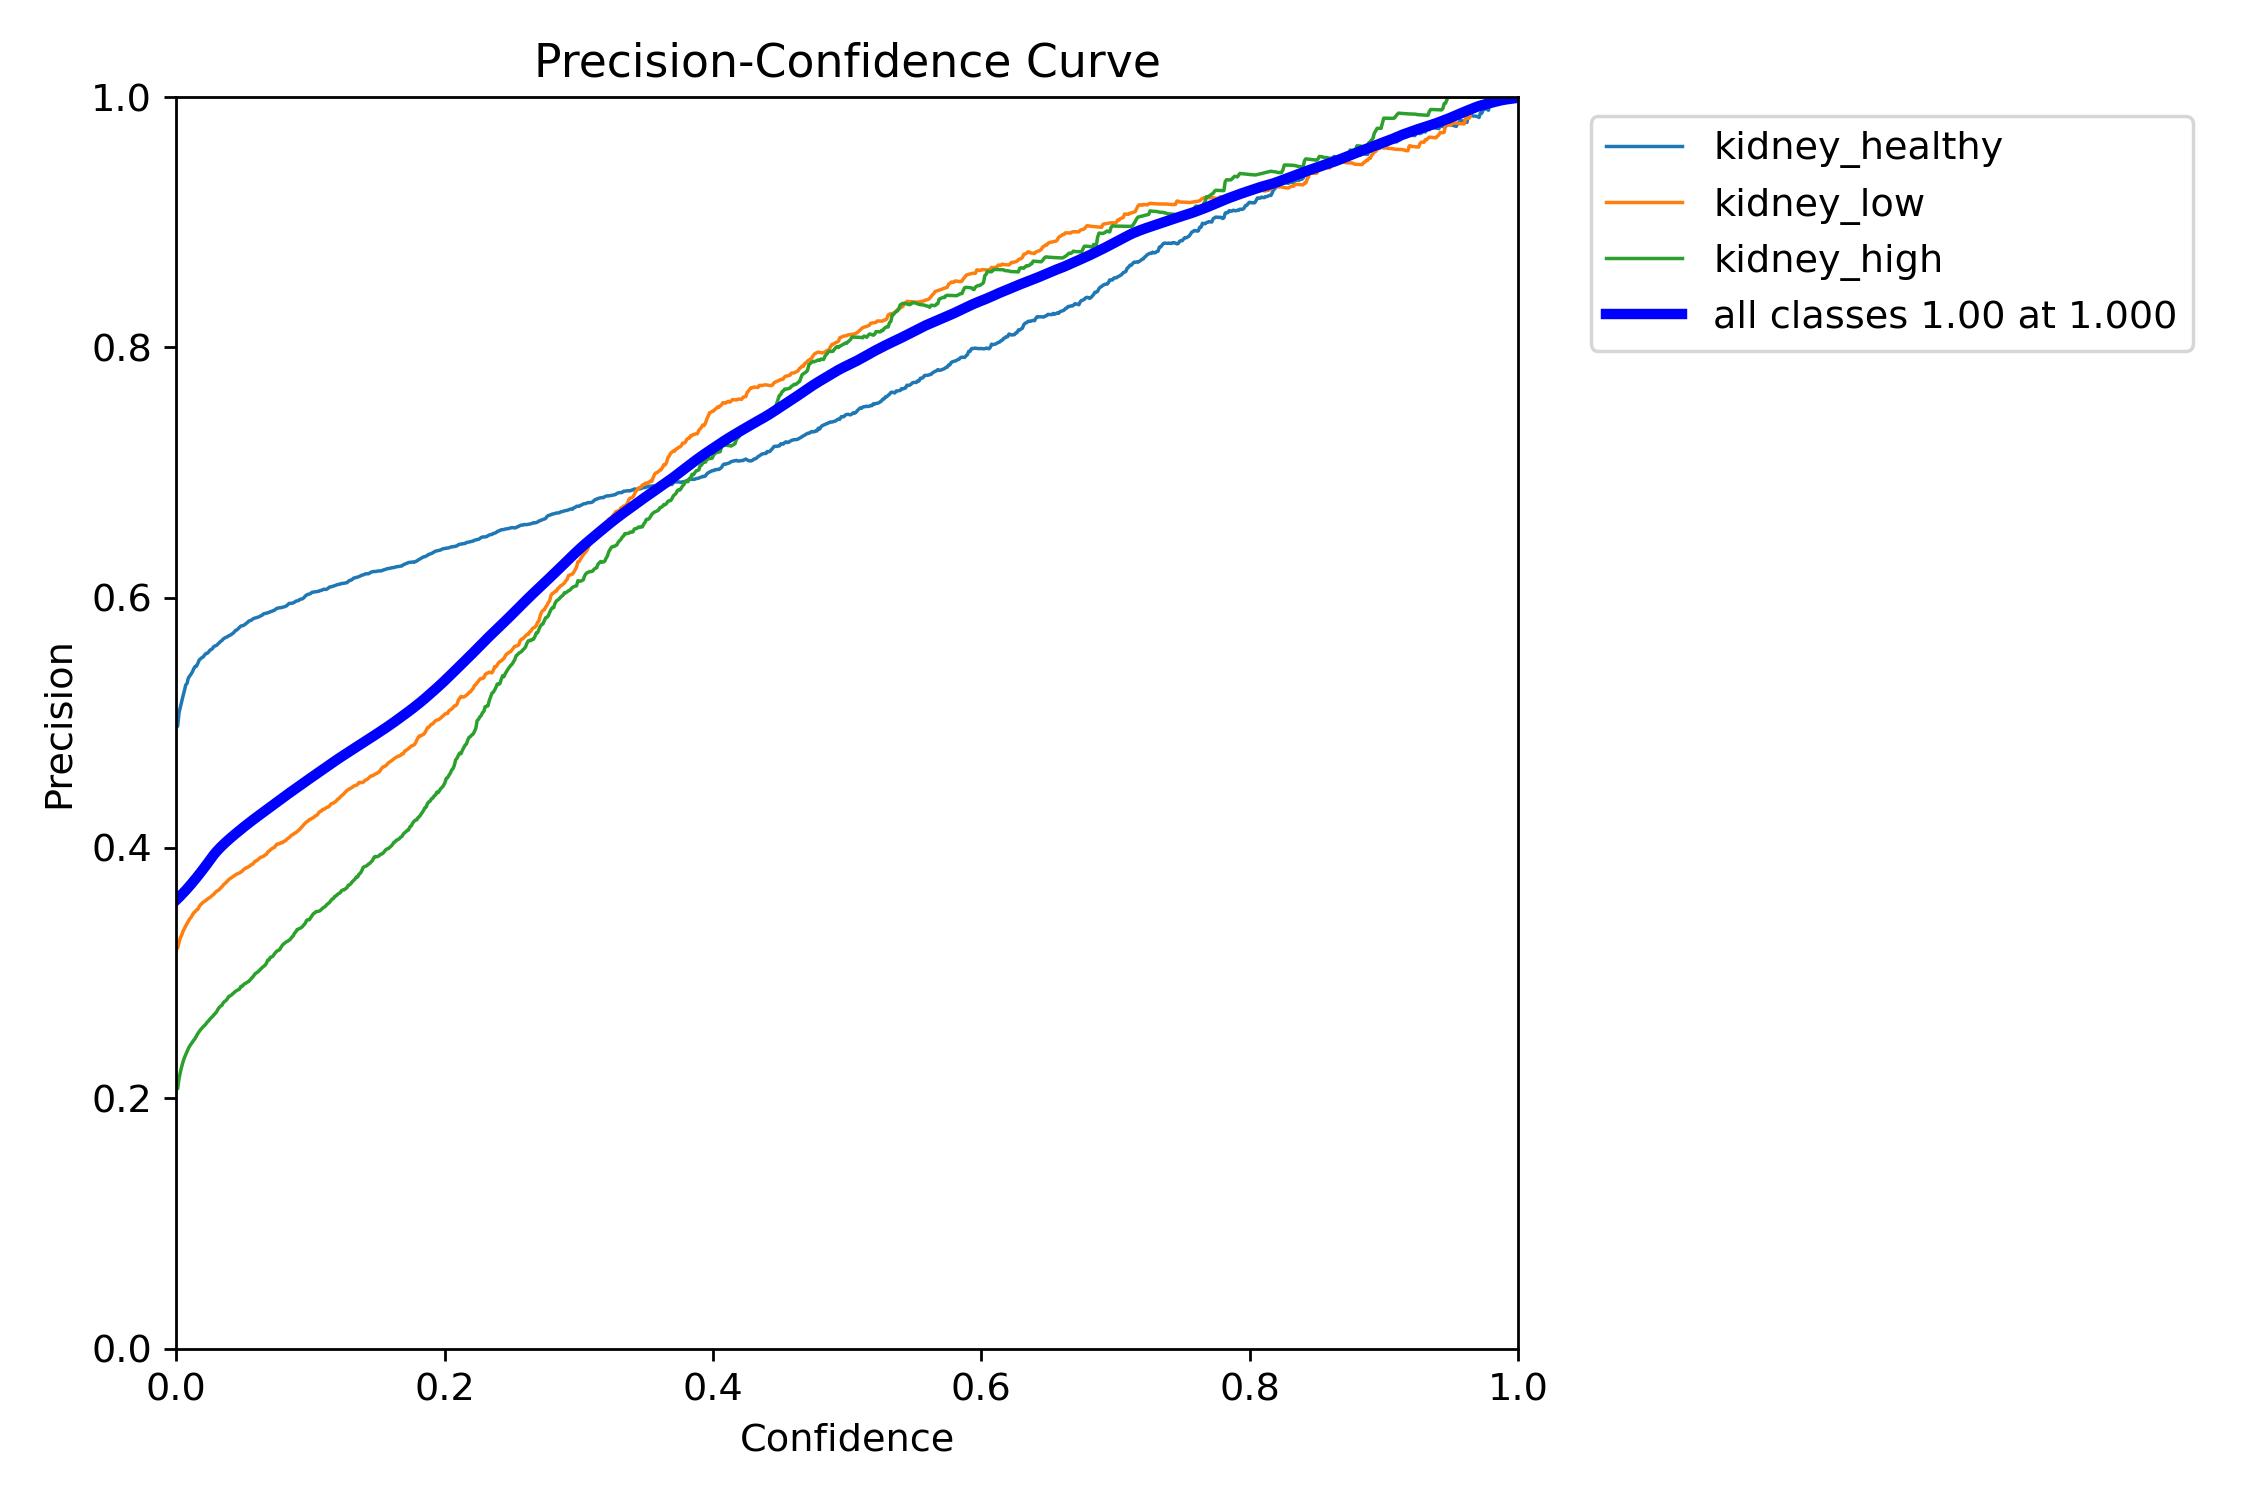 Precision-Confidence Curve
1.0
0.8
0.6
0.4
0.2
0.0
Precision
0.0 0.2 0.4 0.6 0.8 1.0
Confidence
kidney_healthy
kidney_low
kidney_high
all classes 1.00 at 1.000